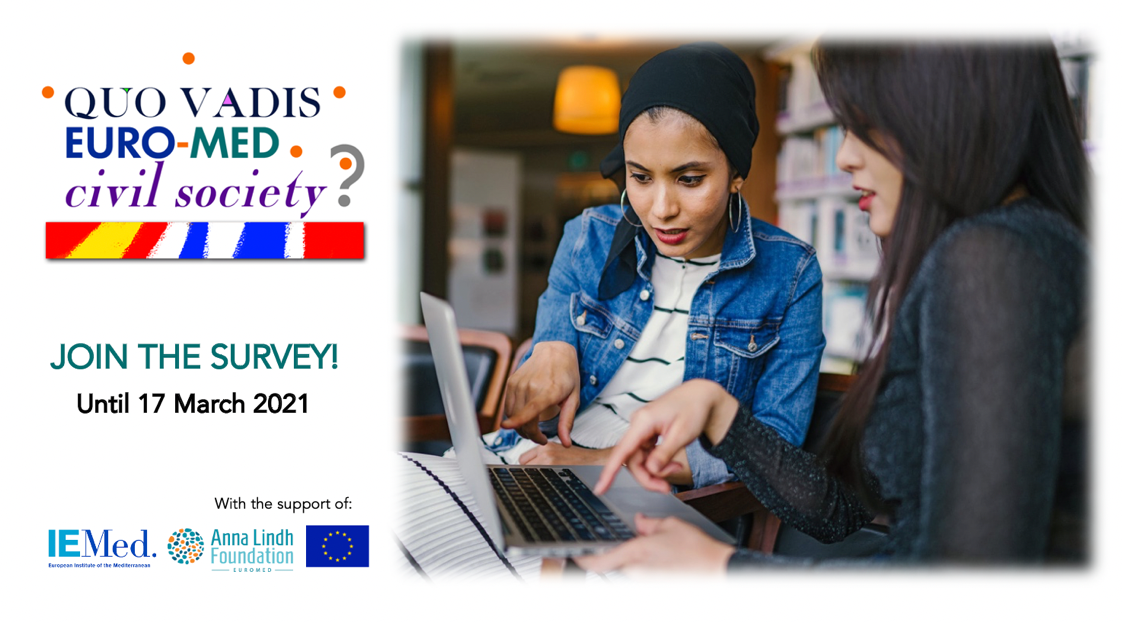 QUO VADIS
EURO-MED
civil society?
JOIN THE SURVEY!
Until 17 March 2021
With the support of:
IEMed.
European Institute of the Mediterranean
Anna Lindh
Foundation
EUROMED